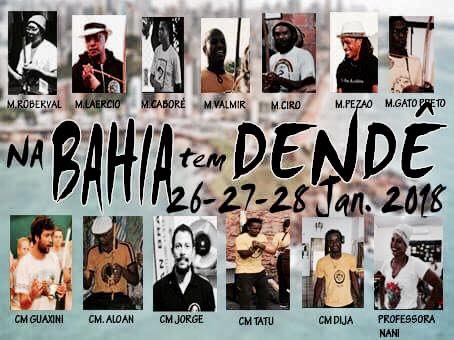 M.ROBERVAL M.LAERCIO M.CABORÉ M.VALMIR M.CIRO M.PEZAO M.GATO PRETO
NA BAHIA tem DENDÊ
26-27-28 Jan. 2018
CM GUAXINI CM. ALOAN CM JORGE CM TATU CM DIJA PROFESSORA
NANI